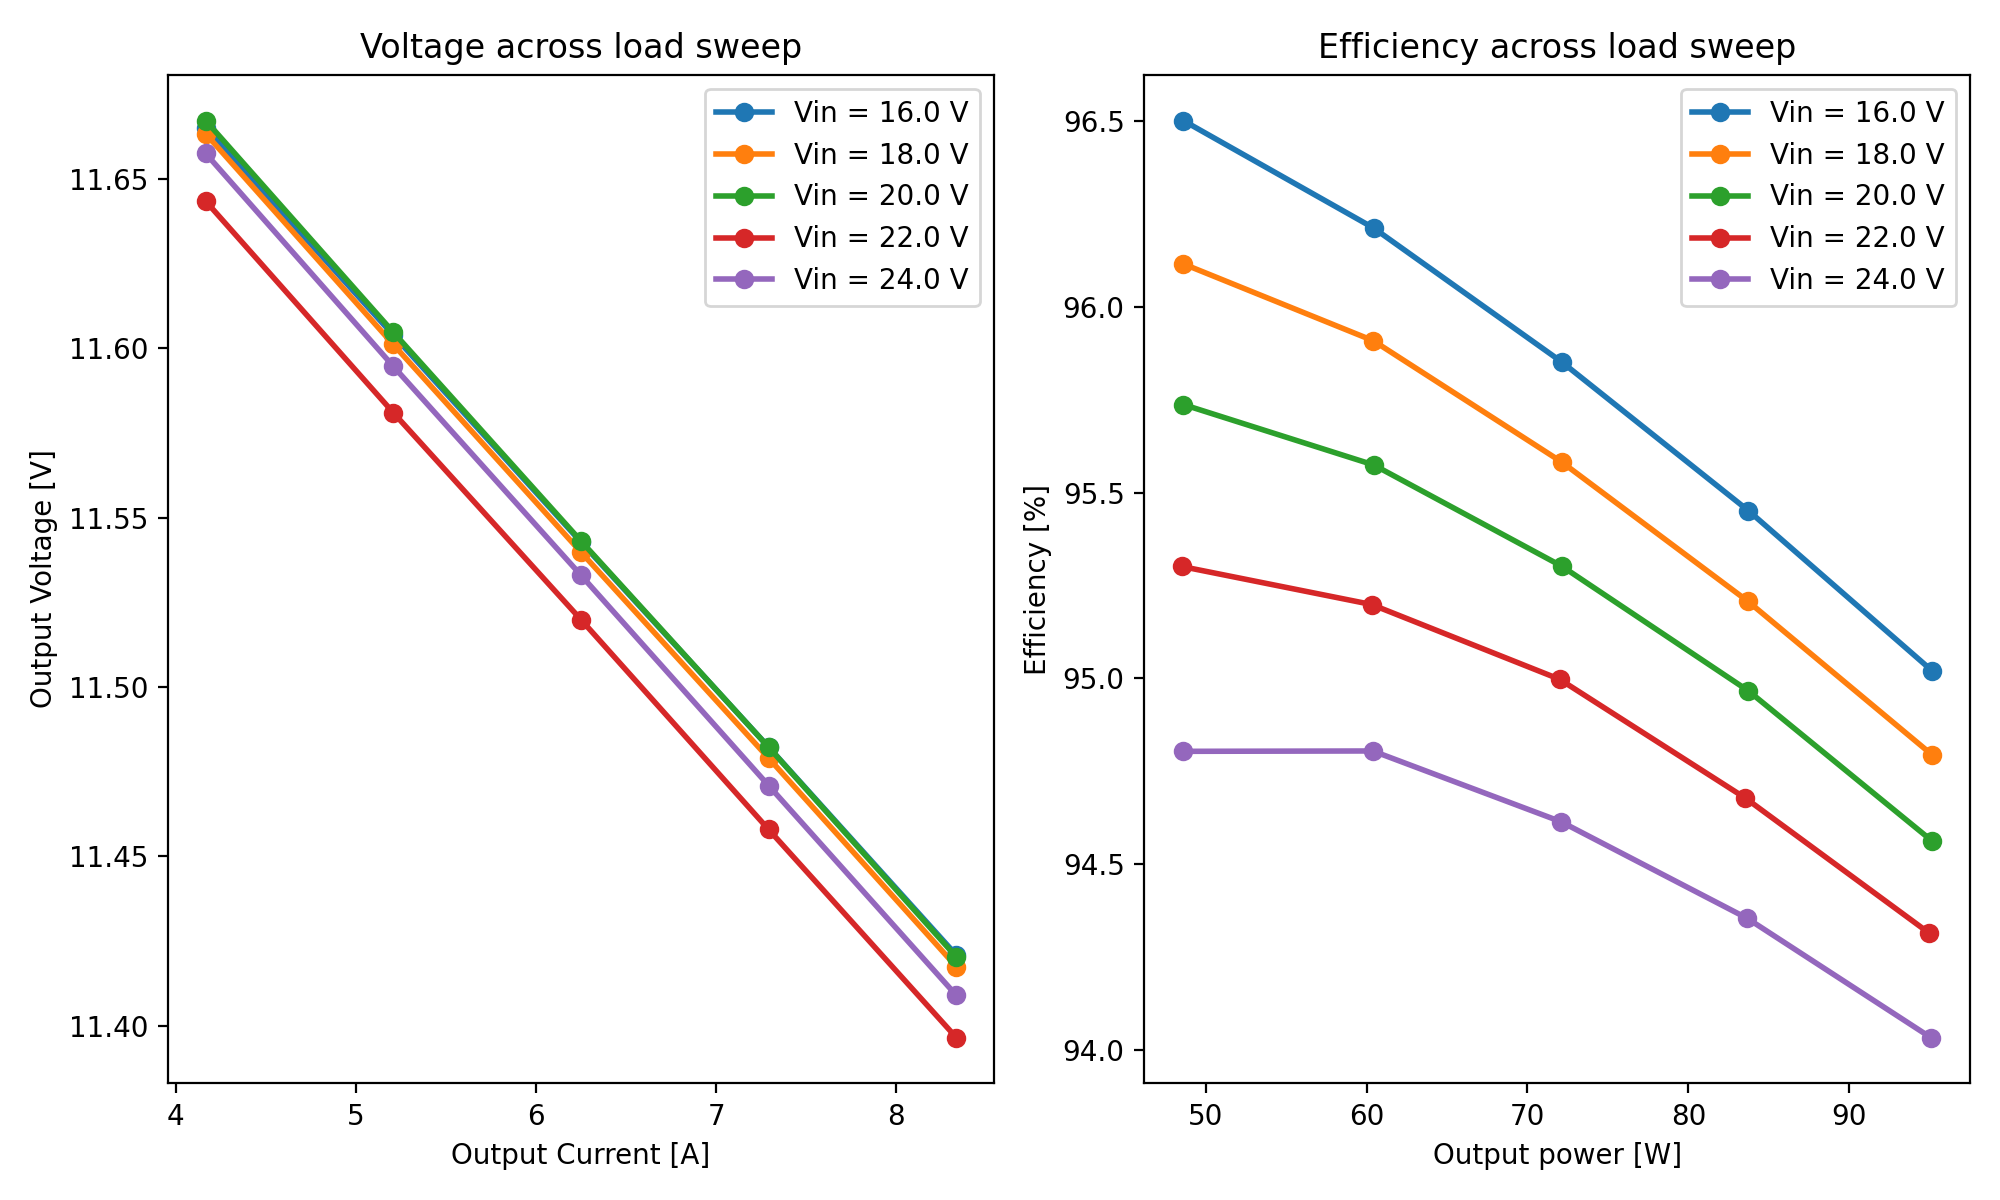 Voltage across load sweep
Vin = 16.0 V
Vin = 18.0 V
Vin = 20.0 V
Vin = 22.0 V
Vin = 24.0 V
11.65
11.60
11.55
11.50
11.45
11.40
Output Voltage [V]
4 5 6 7 8
Output Current [A]
Efficiency across load sweep
Vin = 16.0 V
Vin = 18.0 V
Vin = 20.0 V
Vin = 22.0 V
Vin = 24.0 V
96.5
96.0
95.5
95.0
94.5
94.0
Efficiency [%]
50 60 70 80 90
Output power [W]